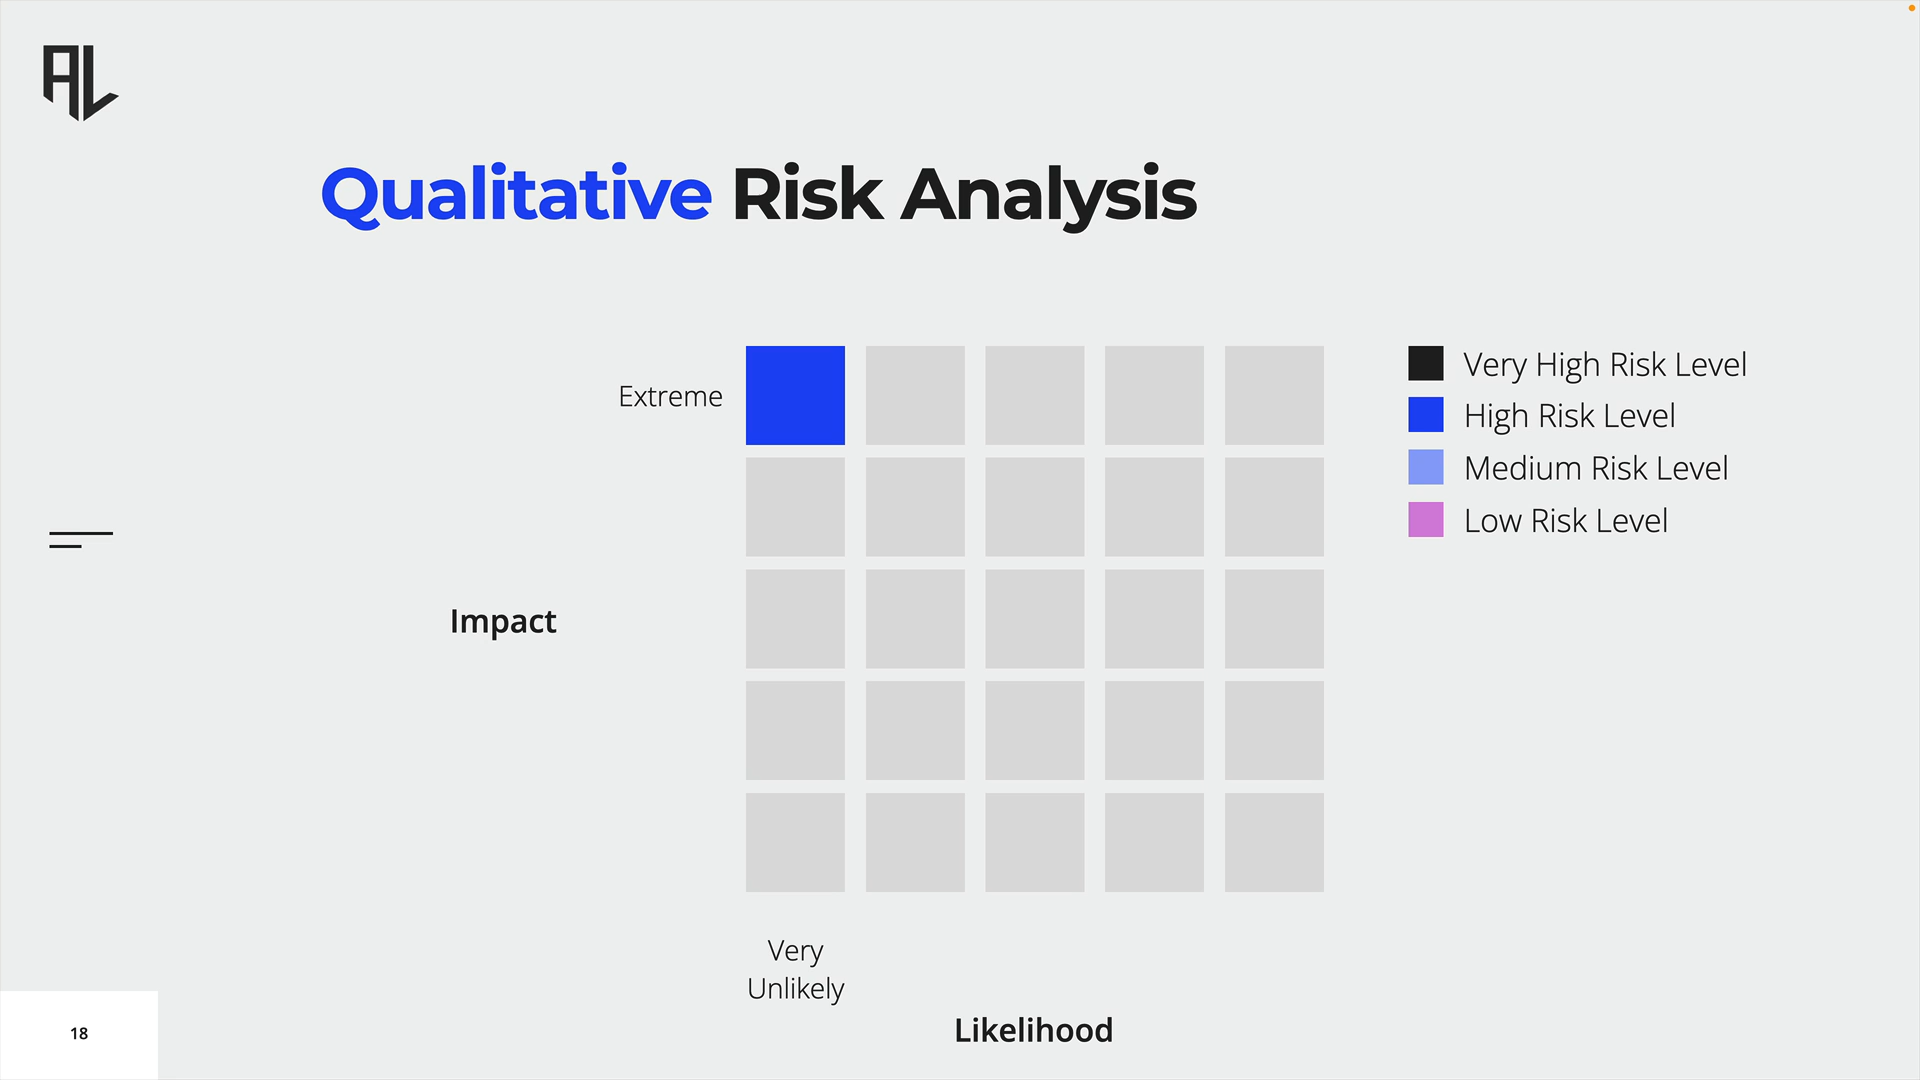 AL
Qualitative Risk Analysis
Extreme
Very High Risk Level
High Risk Level
Medium Risk Level
Low Risk Level
Impact
Very
Unlikely
Likelihood
18